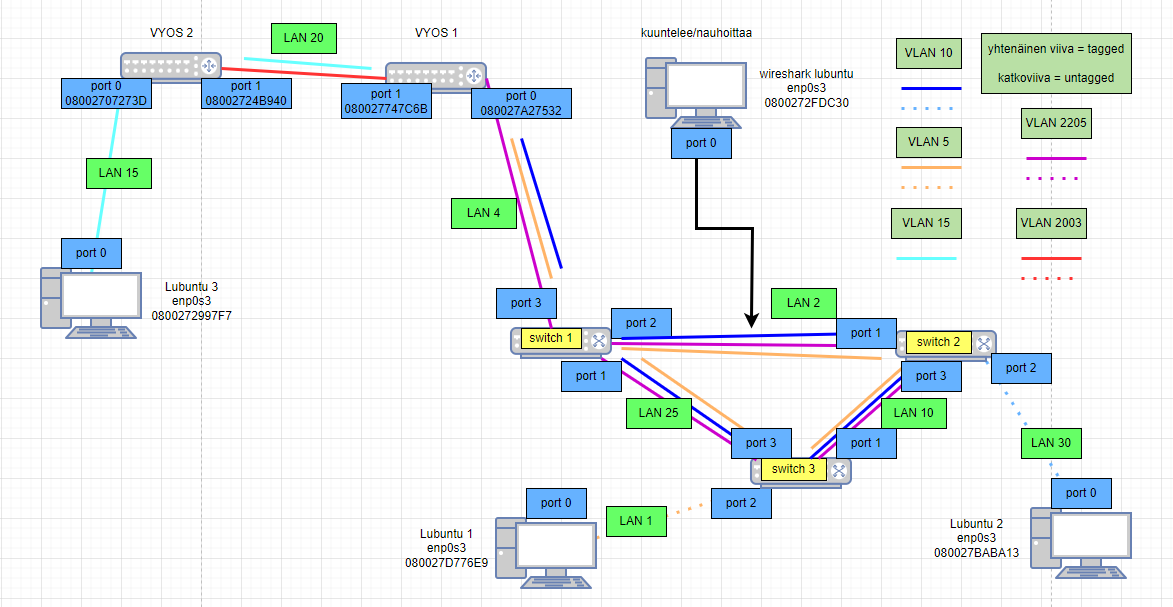 VYOS 2
LAN 20
VYOS 1
kuuntelee/nauhoittaa
VLAN 10
yhtenäinen viiva = tagged
katkoviiva = untagged
port 0
08002707273D
port 1
08002724B940
port 1
080027747C6B
port 0
080027A27532
wireshark lubuntu
enp0s3
0800272FDC30
port 0
VLAN 5
VLAN 2205
LAN 15
LAN 4
VLAN 15
VLAN 2003
port 0
Lubuntu 3
enp0s3
0800272997F7
port 3
switch 1
port 2
port 1
LAN 2
port 1
switch 2
port 3
port 2
LAN 25
LAN 10
port 3
port 1
switch 3
port 2
LAN 30
port 0
LAN 1
Lubuntu 1
enp0s3
080027D776E9
port 0
Lubuntu 2
enp0s3
080027BABA13